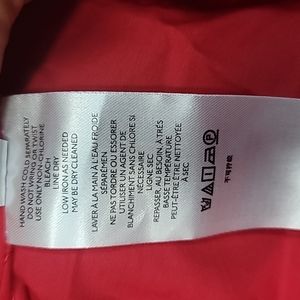 HAND WASH COLD SEPARATELY
DO NOT WRING OR TWIST
USE ONLY NON-CHLORINE
BLEACH
LINE DRY
LOW IRON AS NEEDED
MAY BE DRY CLEANED
LAVER À LA MAIN À L'EAU FROIDE
SÉPARÉMEN
NE PAS TORDRE OU ESSORER
UTILISER UN AGENT DE
BLANCHIMENT SANS CHLORE SI
NÉCESSAIRE
LIGNE SEC
REPASSER, AU BESOIN, À TRÈS
BASSE TEMPÉRATURE
PEUT-ÊTRE ÊTRE NETTOYÉE
À SEC